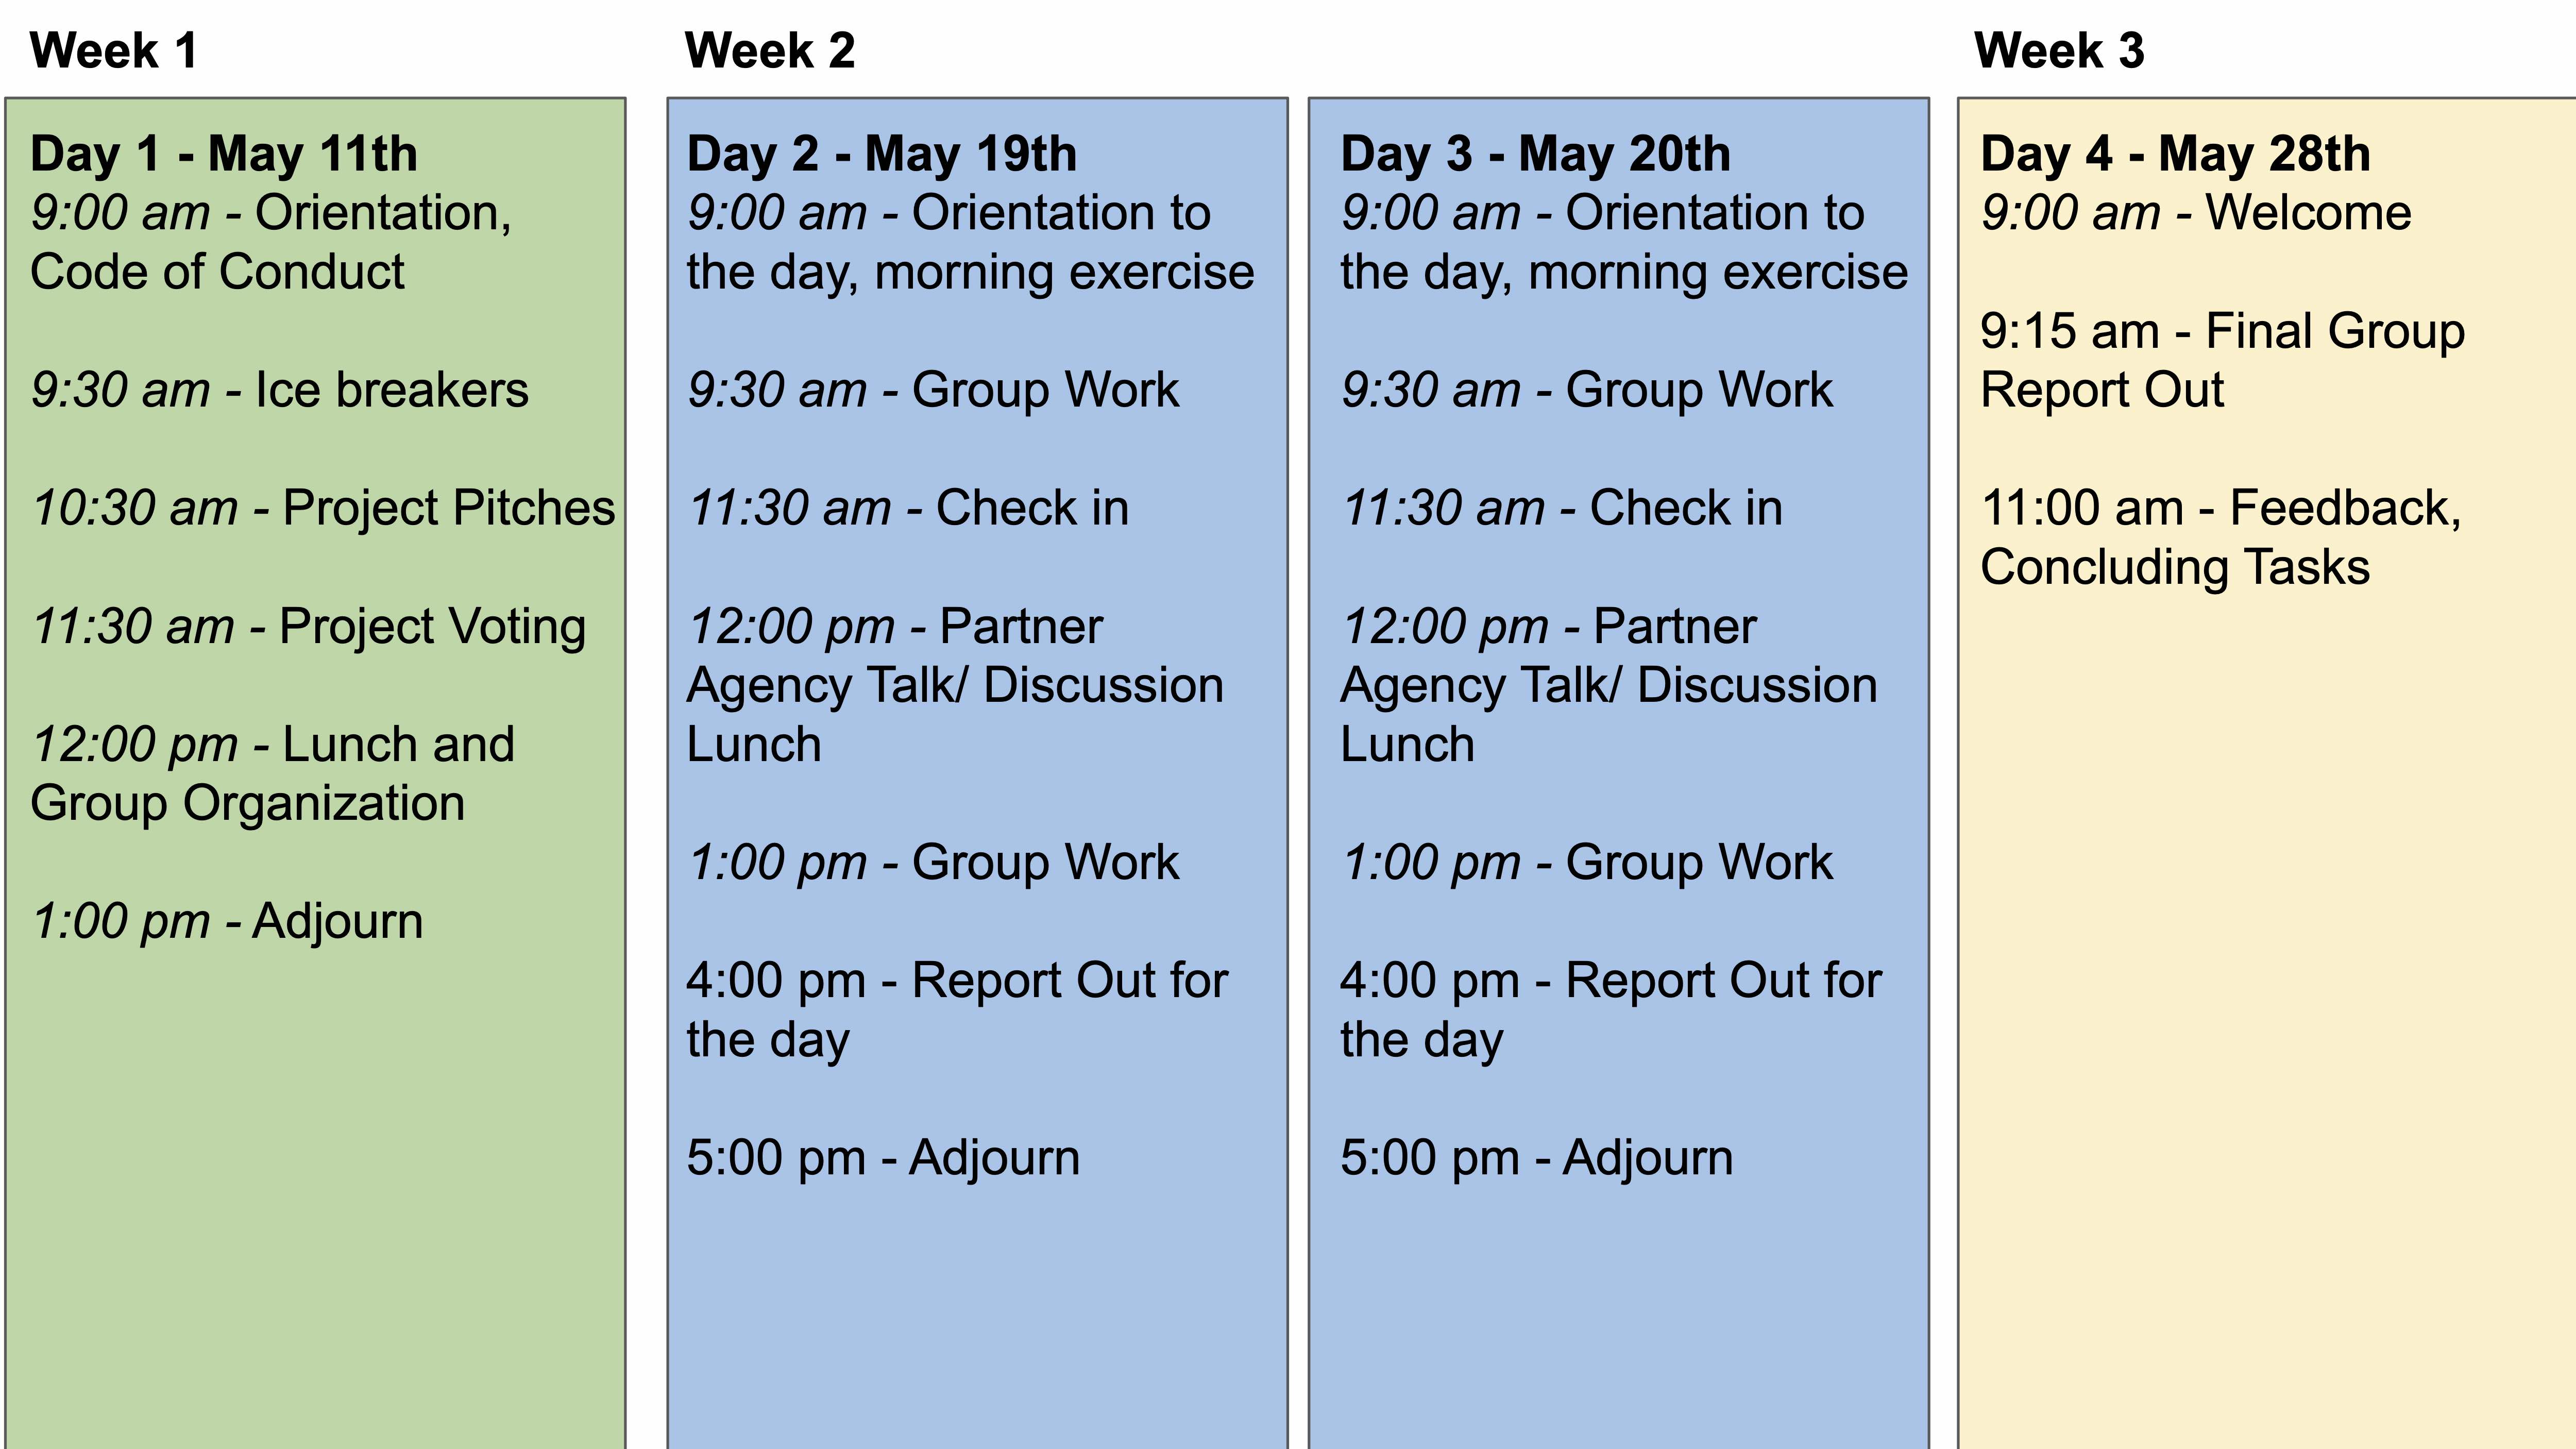 Week 1
Day 1 - May 11th
9:00 am - Orientation,
Code of Conduct
9:30 am - Ice breakers
10:30 am - Project Pitches
11:30 am - Project Voting
12:00 pm - Lunch and
Group Organization
1:00 pm - Adjourn
Week 2
Day 2 - May 19th
9:00 am - Orientation to
the day, morning exercise
9:30 am - Group Work
11:30 am - Check in
12:00 pm - Partner
Agency Talk/ Discussion
Lunch
1:00 pm - Group Work
4:00 pm - Report Out for
the day
5:00 pm - Adjourn
Day 3 - May 20th
9:00 am - Orientation to
the day, morning exercise
9:30 am - Group Work
11:30 am - Check in
12:00 pm - Partner
Agency Talk/ Discussion
Lunch
1:00 pm - Group Work
4:00 pm - Report Out for
the day
5:00 pm - Adjourn
Week 3
Day 4 - May 28th
9:00 am - Welcome
9:15 am - Final Group
Report Out
11:00 am - Feedback,
Concluding Tasks